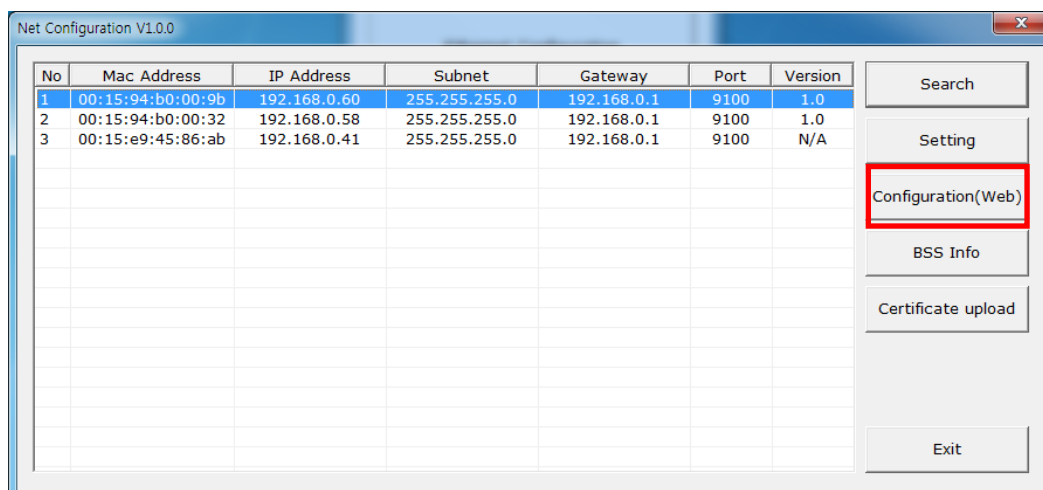 Net Configuration V1.0.0
No Mac Address IP Address Subnet Gateway Port Version
1 00:15:94:b0:00:9b 192.168.0.60 255.255.255.0 192.168.0.1 9100 1.0
2 00:15:94:b0:00:32 192.168.0.58 255.255.255.0 192.168.0.1 9100 1.0
3 00:15:e9:45:86:ab 192.168.0.41 255.255.255.0 192.168.0.1 9100 N/A
Search
Setting
Configuration(Web)
BSS Info
Certificate upload
Exit